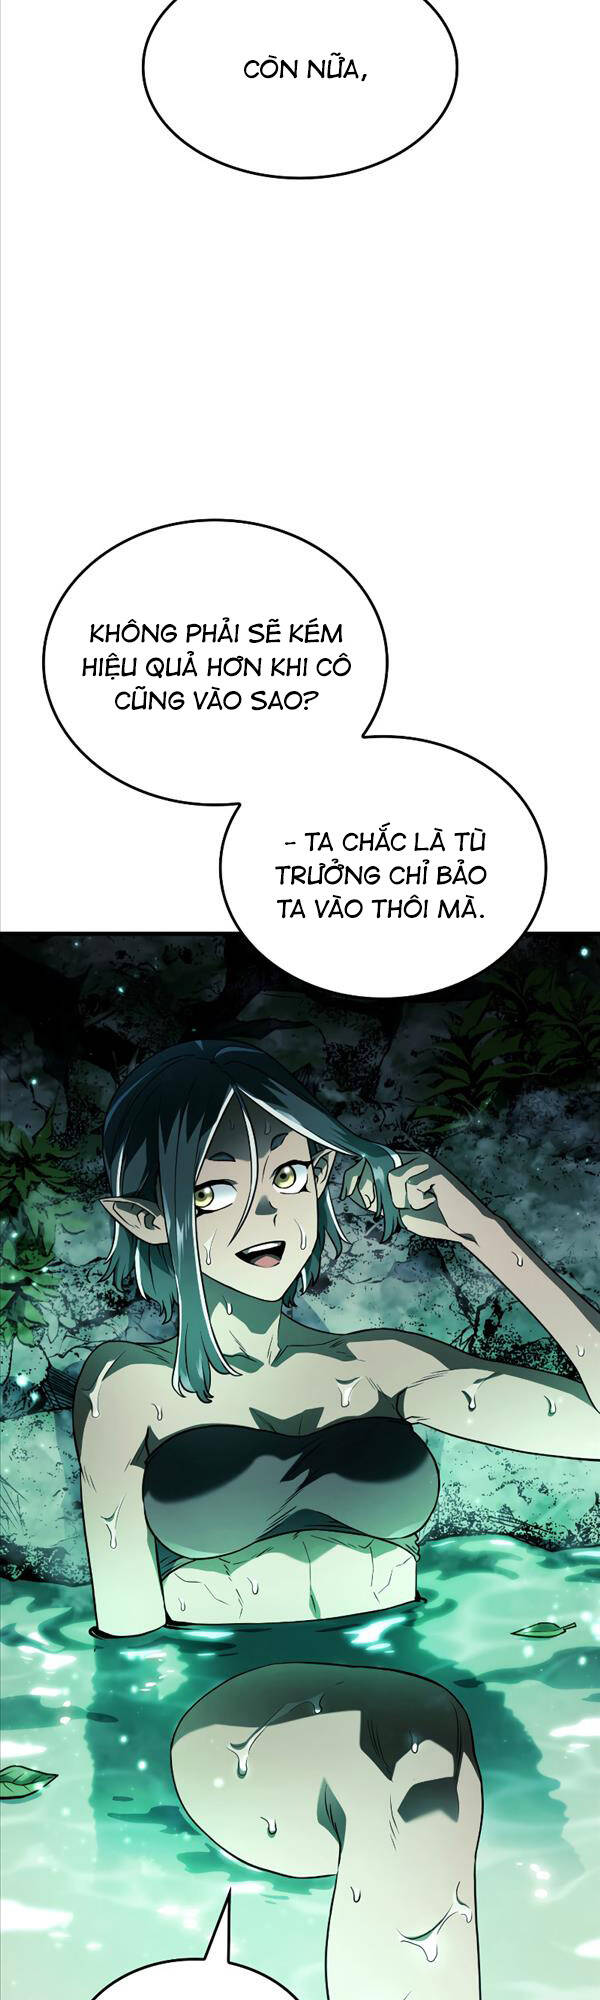 CÒN NỮA,
KHÔNG PHẢI SẼ KÉM
HIỆU QUẢ HƠN KHI CÔ
CŨNG VÀO SAO?
- TA CHẮC LÀ TÙ
TRƯỞNG CHỈ BẢO
TA VÀO THÔI MÀ.